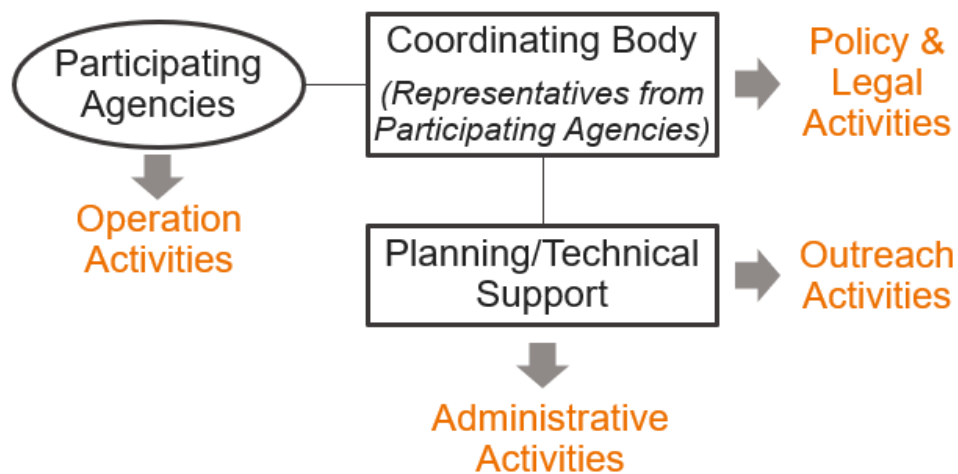 Participating
Agencies
Coordinating Body
(Representatives from
Participating Agencies)
Policy &
Legal
Activities
Operation
Activities
Planning/Technical
Support
Outreach
Activities
Administrative
Activities